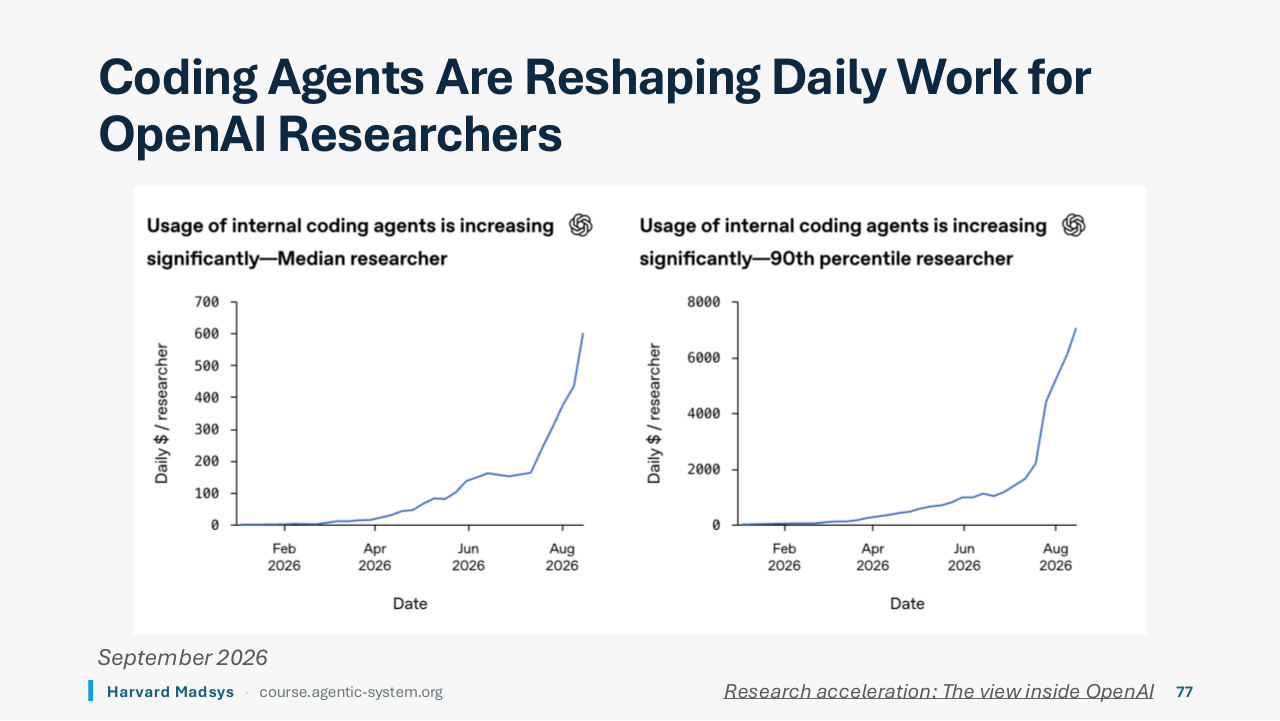 Coding Agents Are Reshaping Daily Work for
OpenAI Researchers
Usage of internal coding agents is increasing
significantly—Median researcher
700
600
500
400
300
200
100
0
Daily $ / researcher
Feb
2026
Apr
2026
Jun
2026
Aug
2026
Date
Usage of internal coding agents is increasing
significantly—90th percentile researcher
8000
6000
4000
2000
0
Daily $ / researcher
Feb
2026
Apr
2026
Jun
2026
Aug
2026
Date
September 2026
Harvard Madsys · course.agentic-system.org
Research acceleration: The view inside OpenAI
77